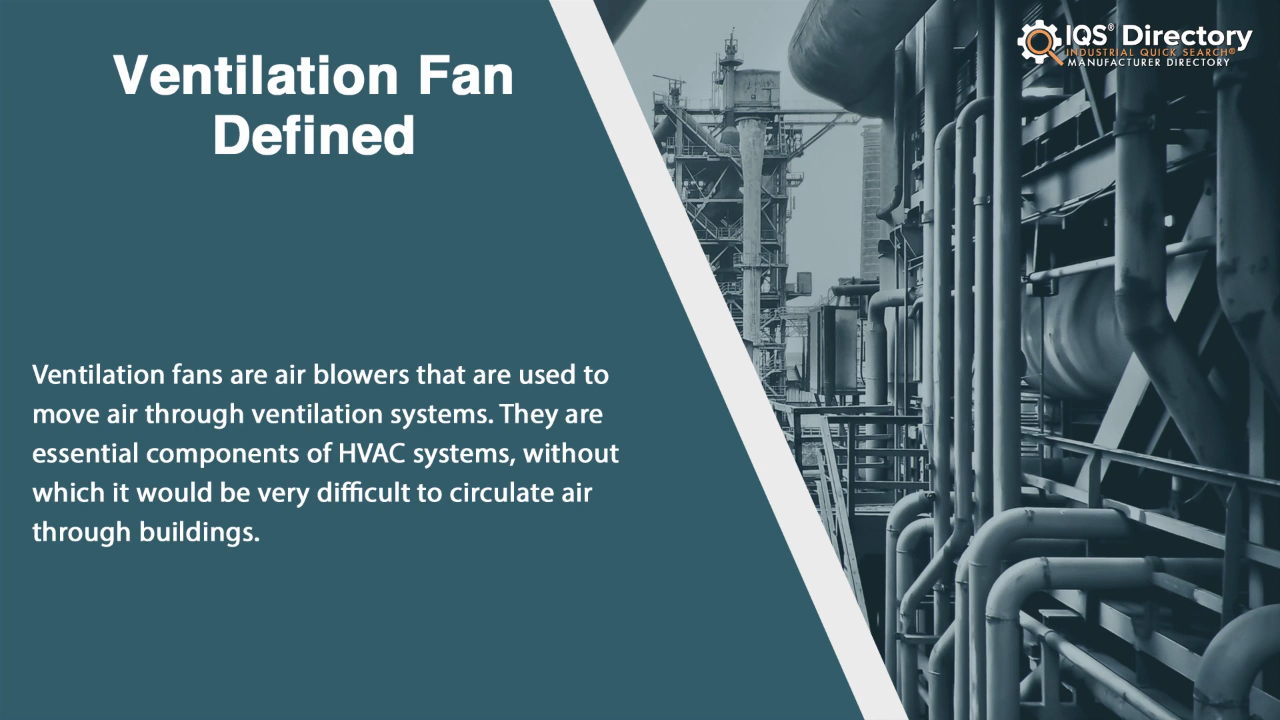 Ventilation Fan
Defined
IQS® Directory
INDUSTRIAL QUICK SEARCH®
MANUFACTURER DIRECTORY
Ventilation fans are air blowers that are used to
move air through ventilation systems. They are
essential components of HVAC systems, without
which it would be very difficult to circulate air
through buildings.